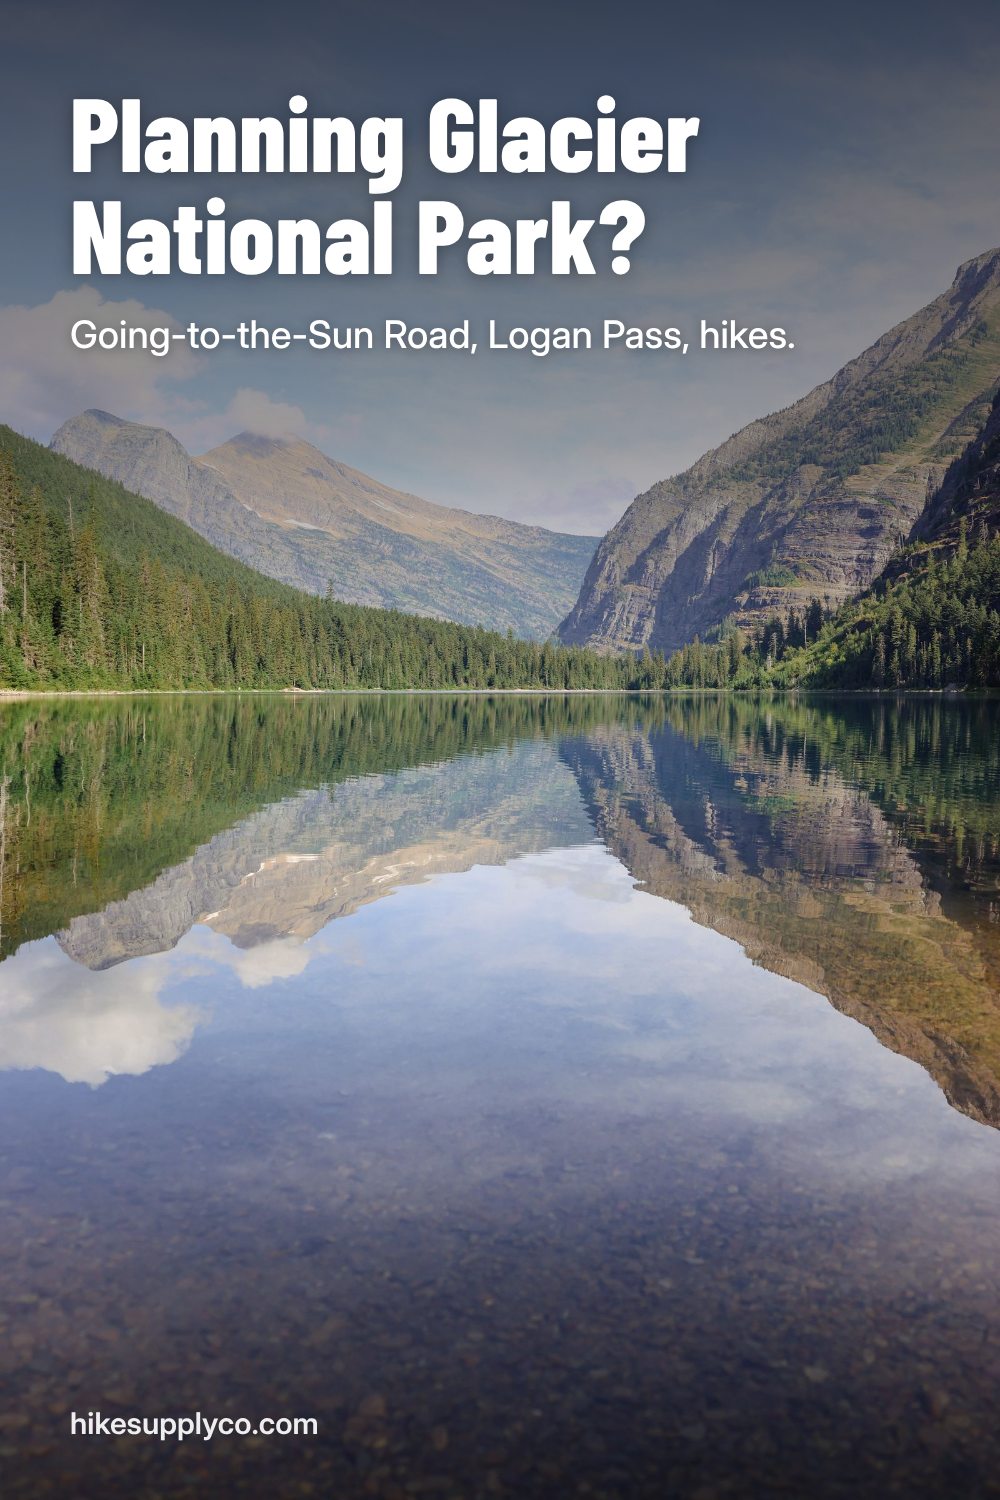 Planning Glacier
National Park?
Going-to-the-Sun Road, Logan Pass, hikes.
hikesupplyco.com